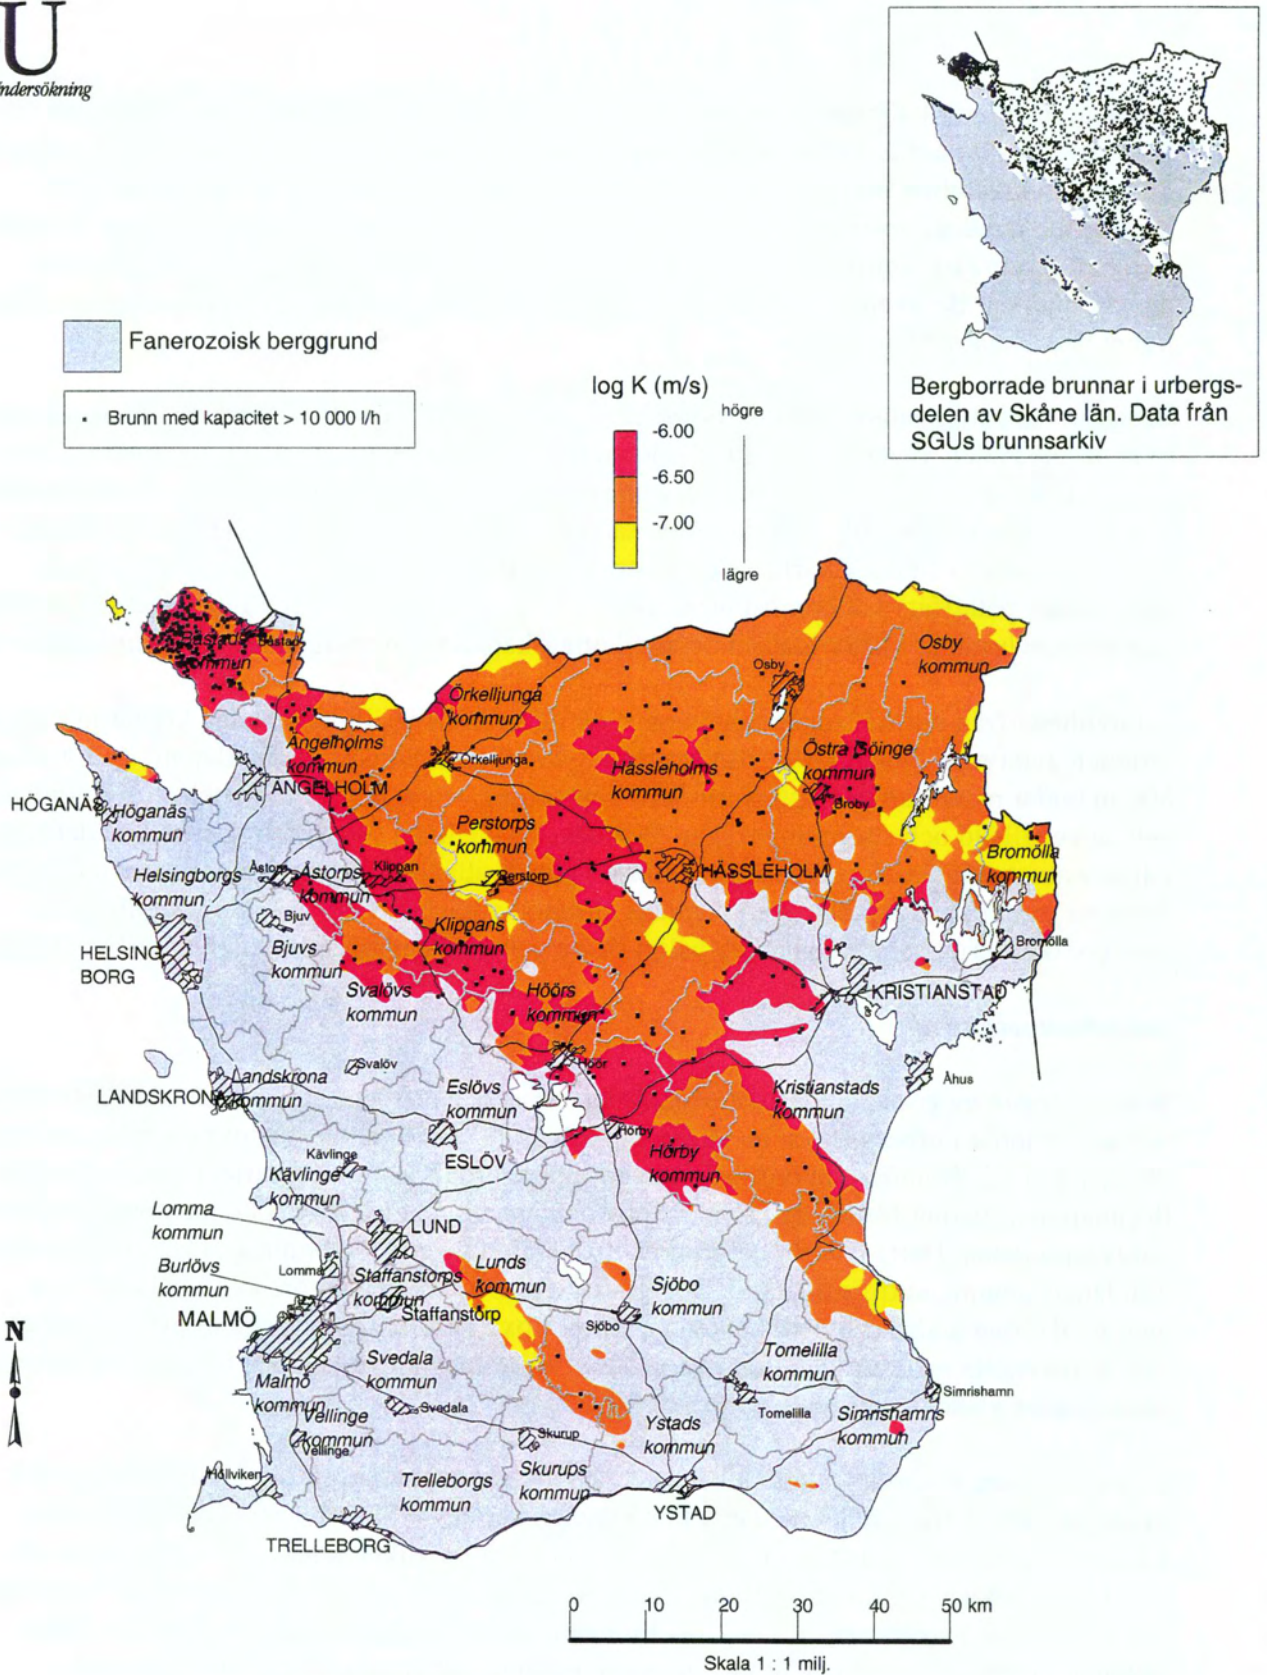 U
ndersökning
Fanerozoisk berggrund
Brunn med kapacitet > 10 000 l/h
log K (m/s)
högre
-6.00
-6.50
-7.00
lägre
Bergborrade brunnar i urbergs-
delen av Skåne län. Data från
SGUs brunnsarkiv
Båstads
kommun
Båstad
Osby
kommun
Osby
Örkelljunga
kommun
Örkelljunga
Ängelholms
kommun
ÄNGELHOLM
Östra Göinge
kommun
Broby
Hässleholms
kommun
HÖGANÄS
Höganäs
kommun
Perstorps
kommun
Perstorp
Bromölla
kommun
Helsingborgs
kommun
Åstorp
Åstorps
kommun
Klippan
HÄSSLEHOLM
Bjuv
Klippans
kommun
Bromölla
HELSING
BORG
Bjuvs
kommun
Svalövs
kommun
Höörs
kommun
KRISTIANSTAD
Höör
Svalöv
Åhus
Landskrona
kommun
LANDSKRONA
Eslövs
kommun
Kristianstads
kommun
Hörby
ESLÖV
Hörby
kommun
Kävlinge
Kävlinge
kommun
Lomma
kommun
LUND
Burlövs
kommun
Lomma
Staffanstorps
kommun
Staffanstorp
Lunds
kommun
Sjöbo
kommun
MALMÖ
Sjöbo
N
Svedala
kommun
Tomelilla
kommun
Malmö
kommun
Svedala
Simrishamn
Vellinge
kommun
Vellinge
Tomelilla
Simrishamns
kommun
Skurup
Ystads
kommun
Höllviken
Trelleborgs
kommun
Skurups
kommun
YSTAD
TRELLEBORG
0 10 20 30 40 50 km
Skala 1 : 1 milj.